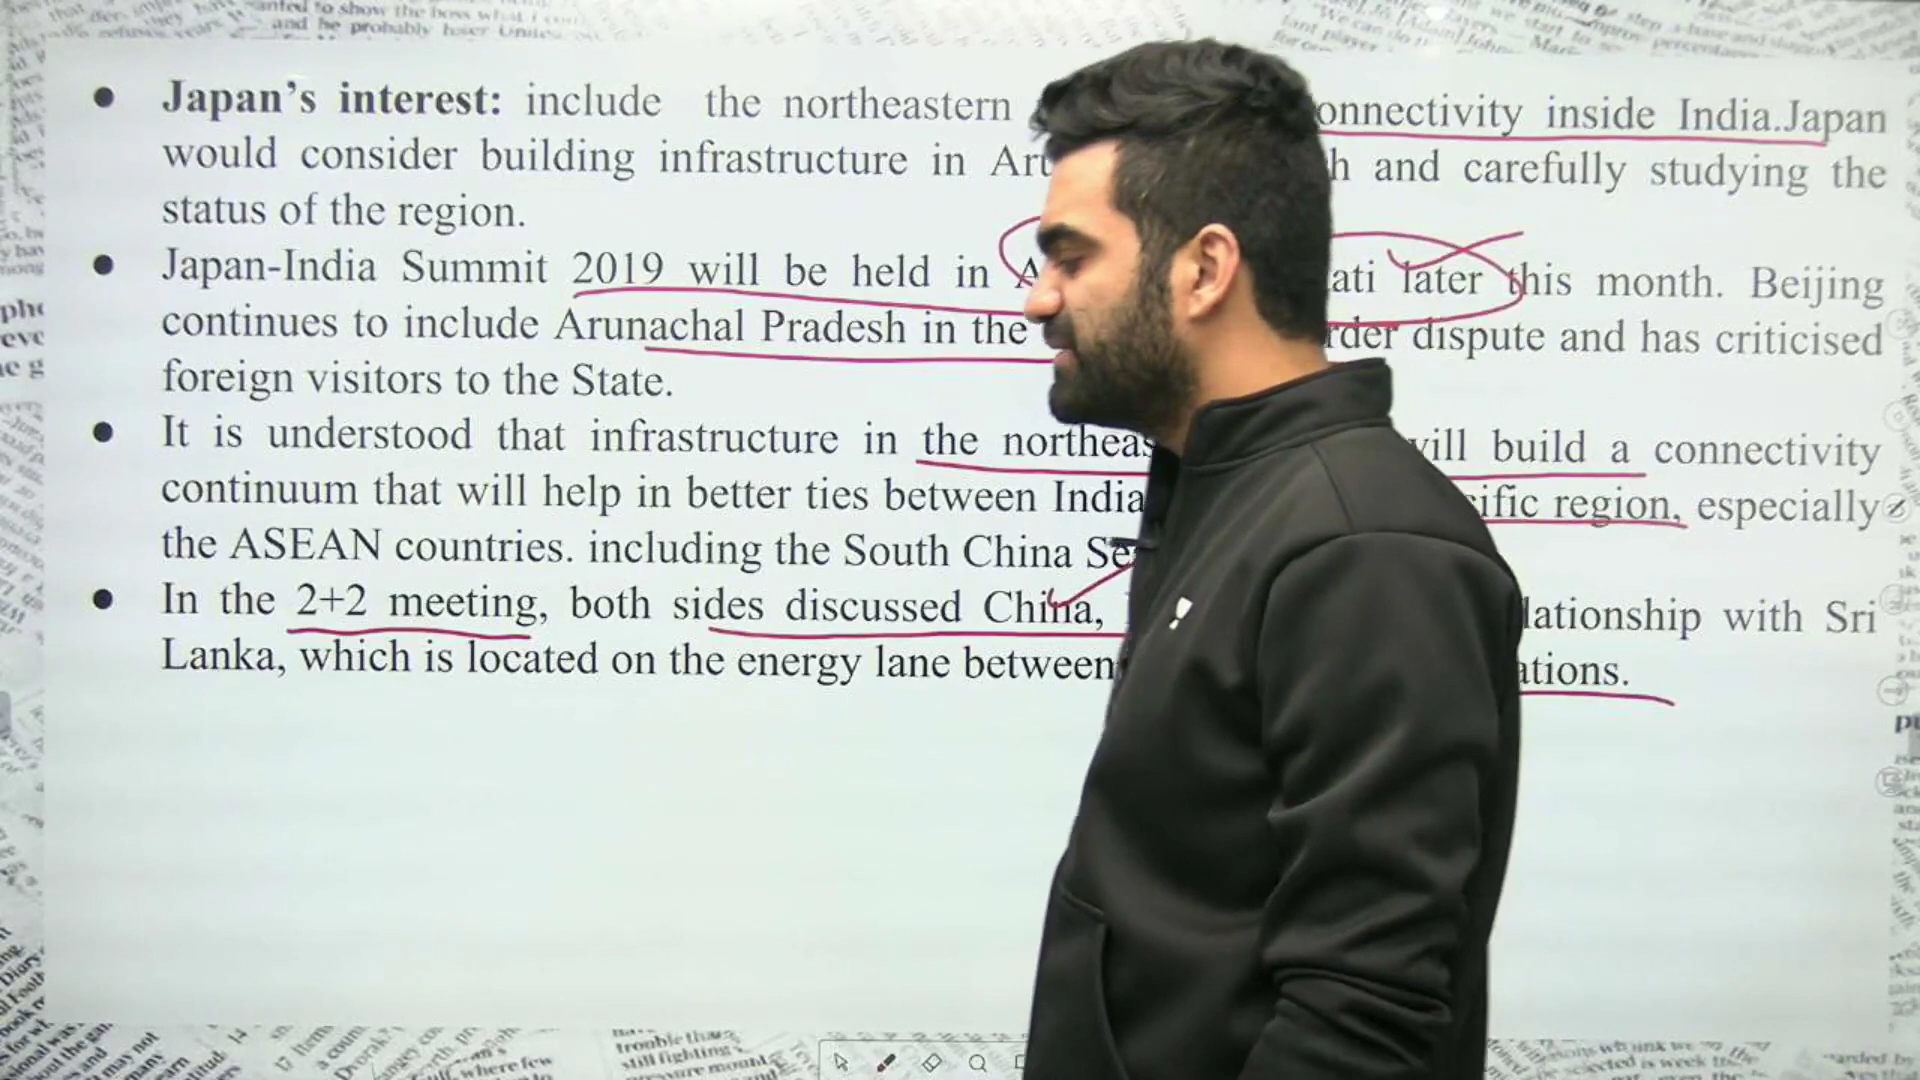 ● Japan’s interest: include the northeastern onnectivity inside India.Japan
would consider building infrastructure in Aru h and carefully studying the
status of the region.
● Japan-India Summit 2019 will be held in A ati later this month. Beijing
continues to include Arunachal Pradesh in the rder dispute and has criticised
foreign visitors to the State.
● It is understood that infrastructure in the northeas ill build a connectivity
continuum that will help in better ties between India ific region, especially
the ASEAN countries. including the South China Se
● In the 2+2 meeting, both sides discussed China, lationship with Sri
Lanka, which is located on the energy lane between ations.